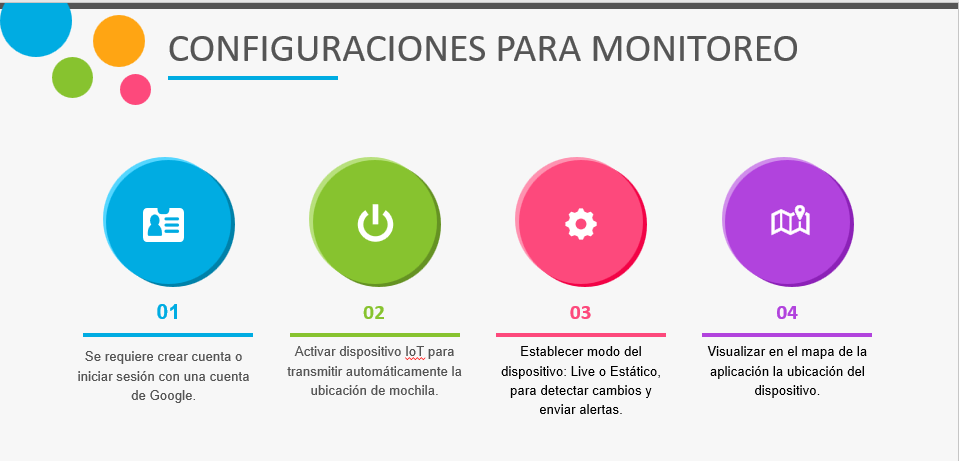 CONFIGURACIONES PARA MONITOREO
01
Se requiere crear cuenta o
iniciar sesión con una cuenta
de Google.
02
Activar dispositivo IoT para
transmitir automáticamente la
ubicación de mochila.
03
Establecer modo del
dispositivo: Live o Estático,
para detectar cambios y
enviar alertas.
04
Visualizar en el mapa de la
aplicación la ubicación del
dispositivo.